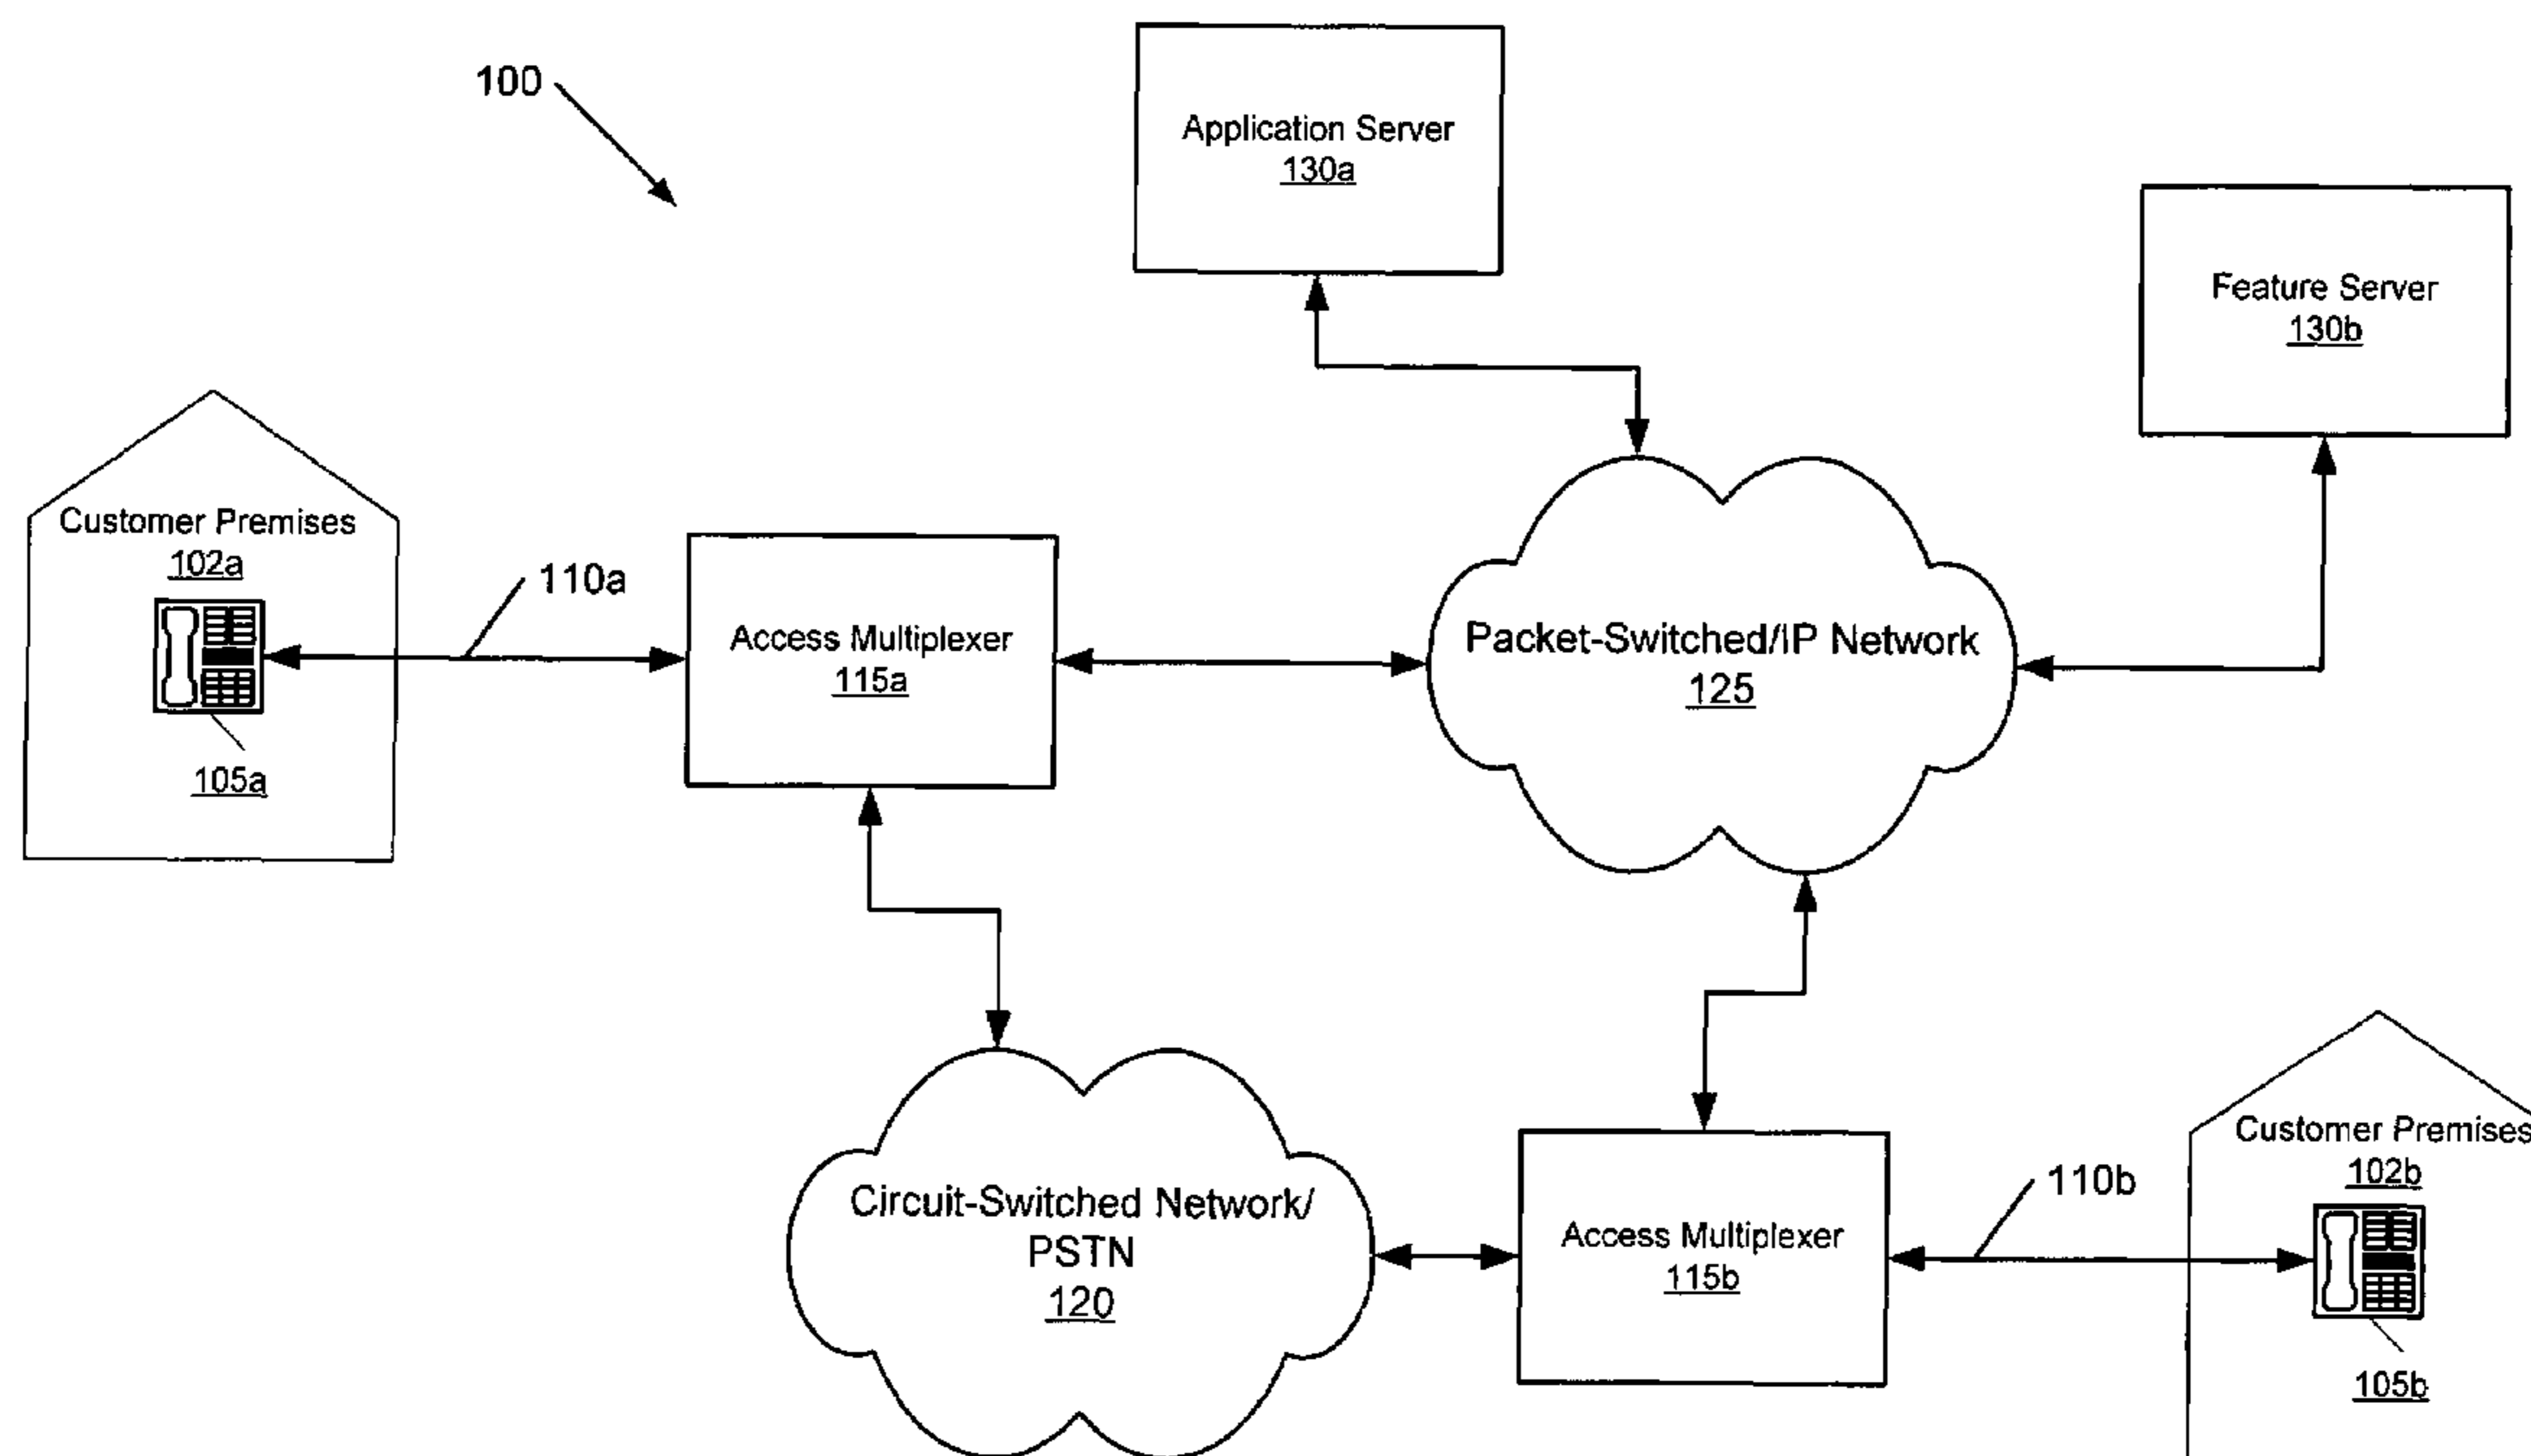 100
Application Server
130a
Feature Server
130b
Customer Premises
102a
110a
105a
Access Multiplexer
115a
Packet-Switched/IP Network
125
Circuit-Switched Network/
PSTN
120
Access Multiplexer
115b
110b
Customer Premises
102b
105b